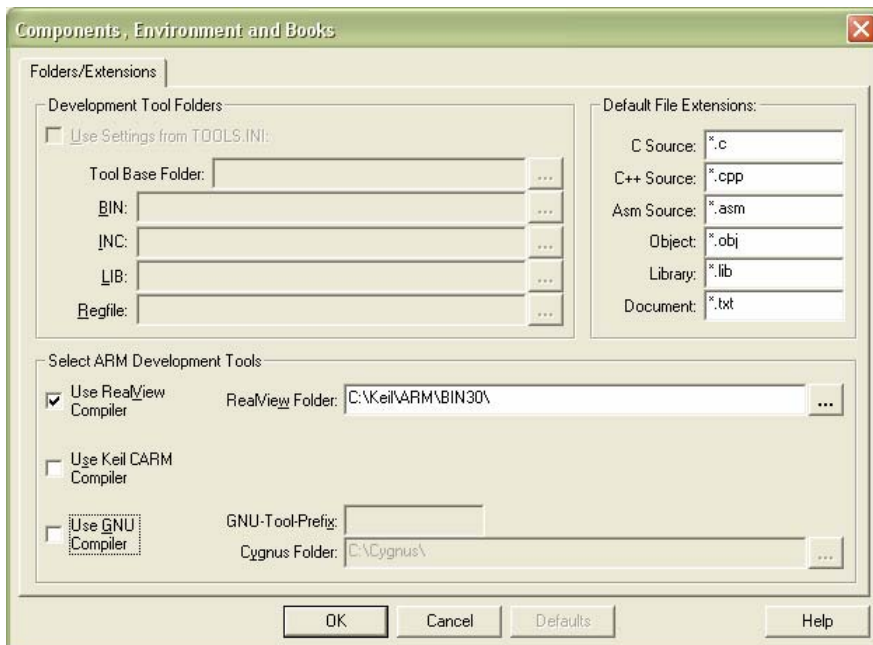 Components, Environment and Books
Folders/Extensions
Development Tool Folders
Use Settings from TOOLS.INI:
Tool Base Folder:
...
BIN:
...
INC:
...
LIB:
...
Regfile:
...
Default File Extensions:
C Source: *.c
C++ Source: *.cpp
Asm Source: *.asm
Object: *.obj
Library: *.lib
Document: *.txt
Select ARM Development Tools
Use RealView
Compiler
RealView Folder: C:\Keil\ARM\BIN30\
...
Use Keil CARM
Compiler
Use GNU
Compiler
GNU-Tool-Prefix:
Cygnus Folder: C:\Cygnus\
...
OK
Cancel
Defaults
Help